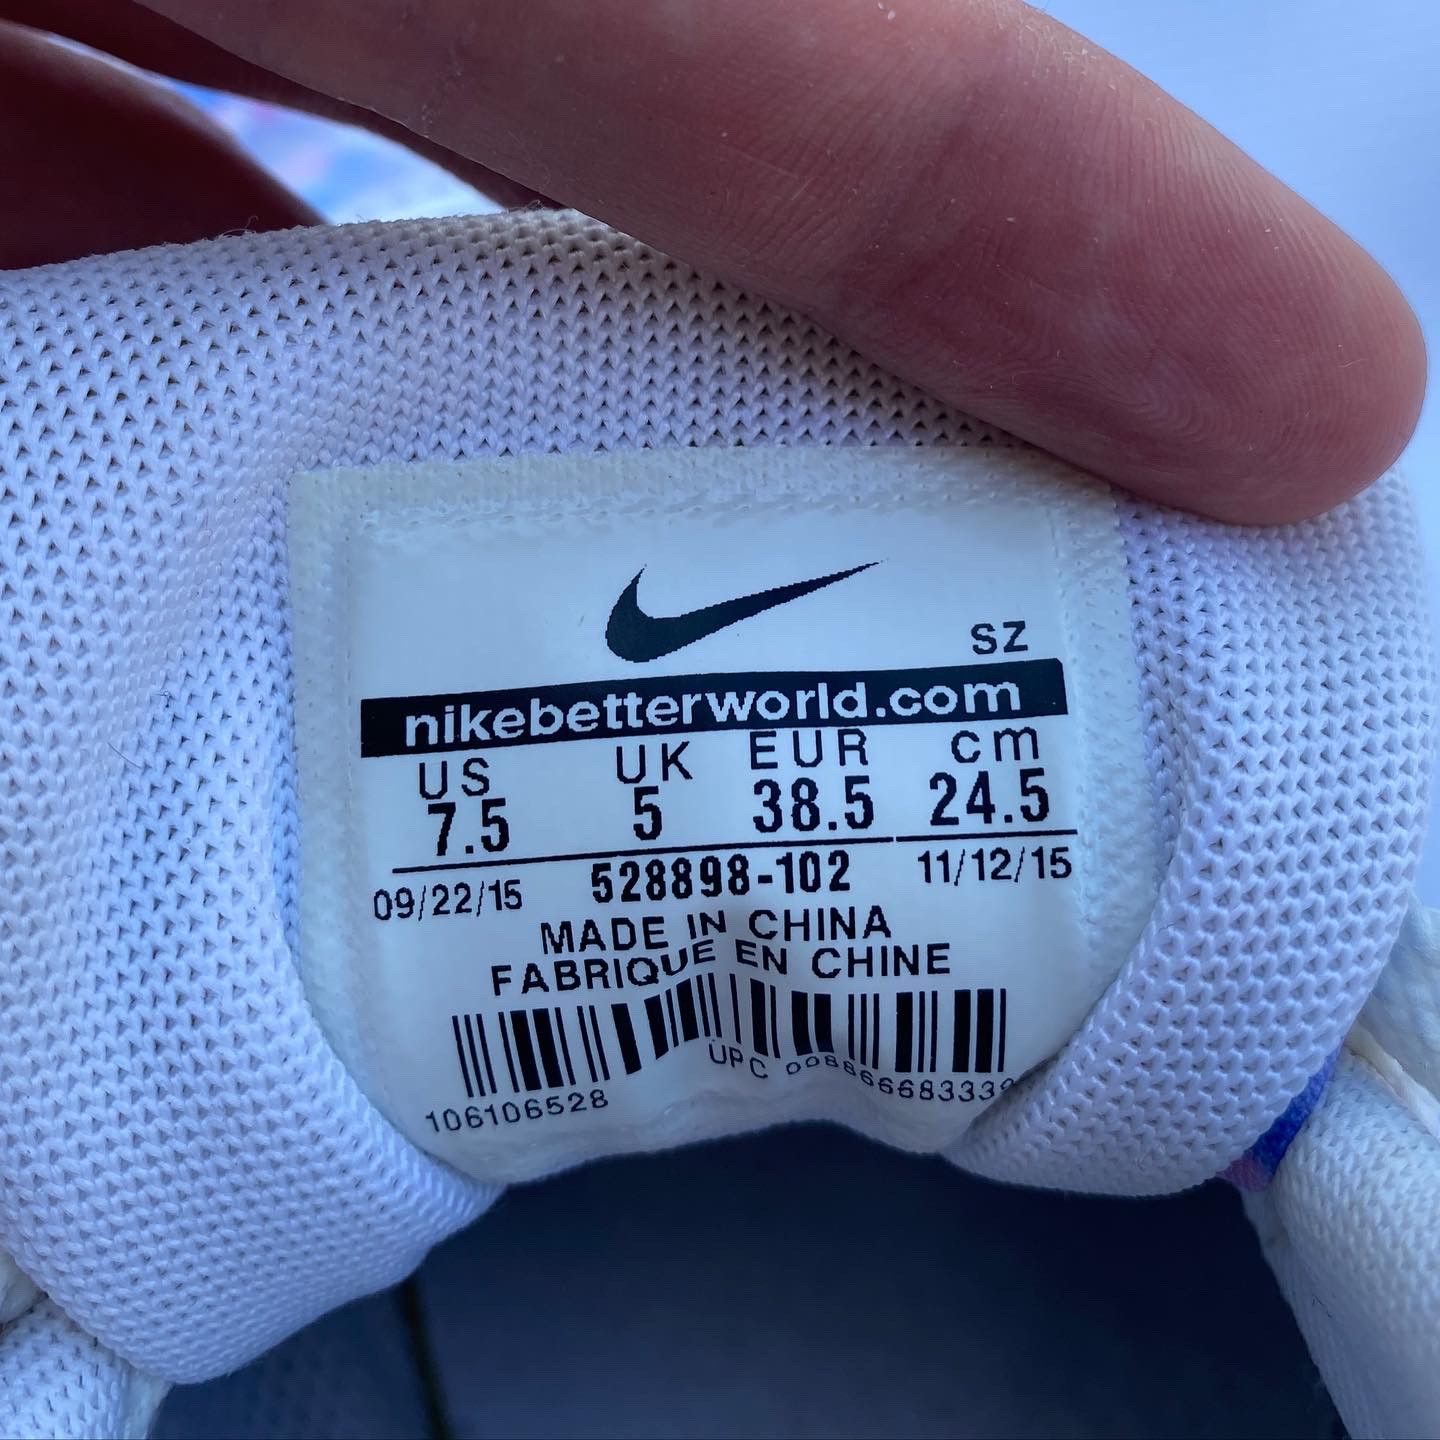 SZ
nikebetterworld.com
US UK EUR cm
7.5 5 38.5 24.5
09/22/15 528898-102 11/12/15
MADE IN CHINA
FABRIQUE EN CHINE
106106528 UPC